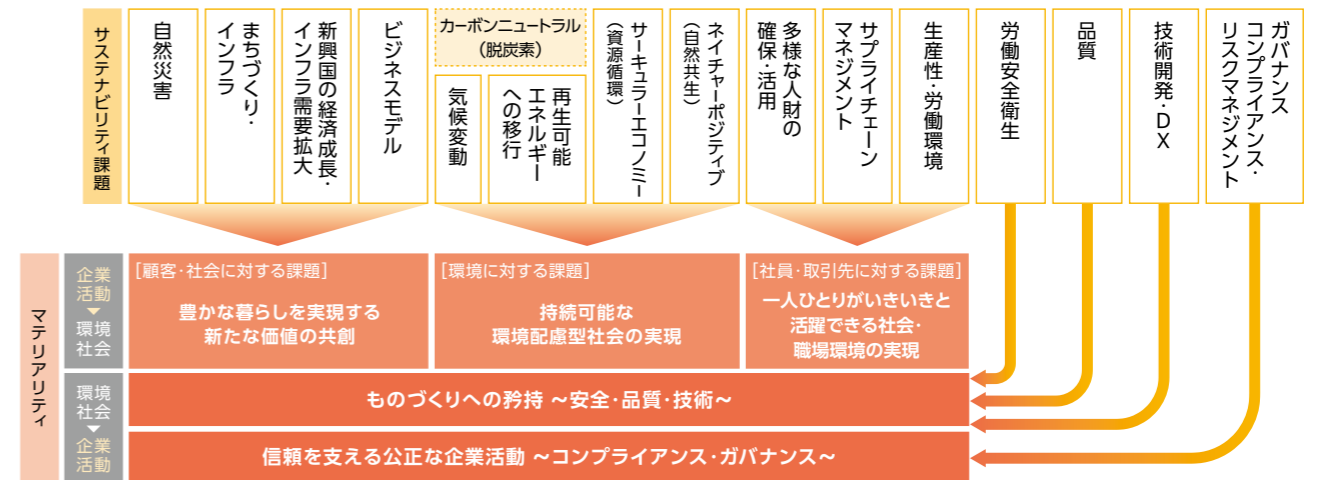 サステナビリティ課題
自然災害
まちづくり・
インフラ
新興国の経済成長・
インフラ需要拡大
ビジネスモデル
カーボンニュートラル
（脱炭素）
気候変動
再生可能
エネルギー
への移行
サーキュラーエコノミー
（資源循環）
ネイチャーポジティブ
（自然共生）
多様な人財の
確保・活用
サプライチェーン
マネジメント
生産性・労働環境
労働安全衛生
品質
技術開発・DX
ガバナンス
コンプライアンス・
リスクマネジメント
マテリアリティ
企業
活動
環境
社会
[顧客・社会に対する課題]
豊かな暮らしを実現する
新たな価値の共創
[環境に対する課題]
持続可能な
環境配慮型社会の実現
[社員・取引先に対する課題]
一人ひとりがいきいきと
活躍できる社会・
職場環境の実現
環境
社会
企業
活動
ものづくりへの矜持 ～安全・品質・技術～
信頼を支える公正な企業活動 ～コンプライアンス・ガバナンス～